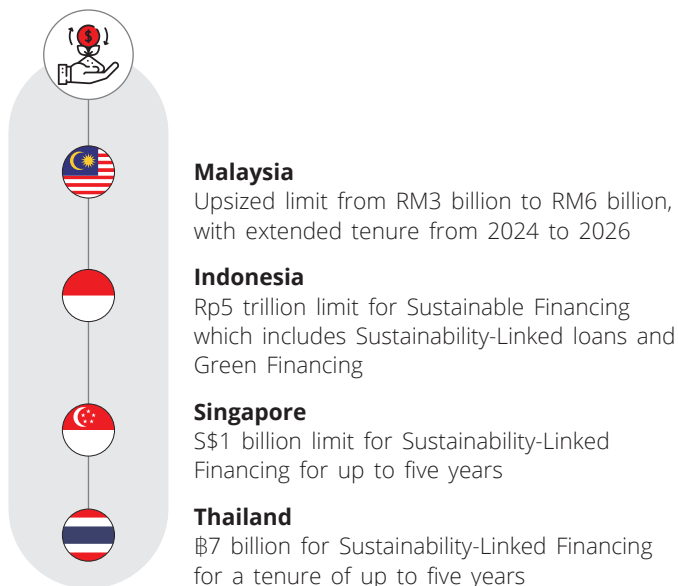 $
Malaysia
Upsized limit from RM3 billion to RM6 billion,
with extended tenure from 2024 to 2026
Indonesia
Rp5 trillion limit for Sustainable Financing
which includes Sustainability-Linked loans and
Green Financing
Singapore
S$1 billion limit for Sustainability-Linked
Financing for up to five years
Thailand
฿7 billion for Sustainability-Linked Financing
for a tenure of up to five years